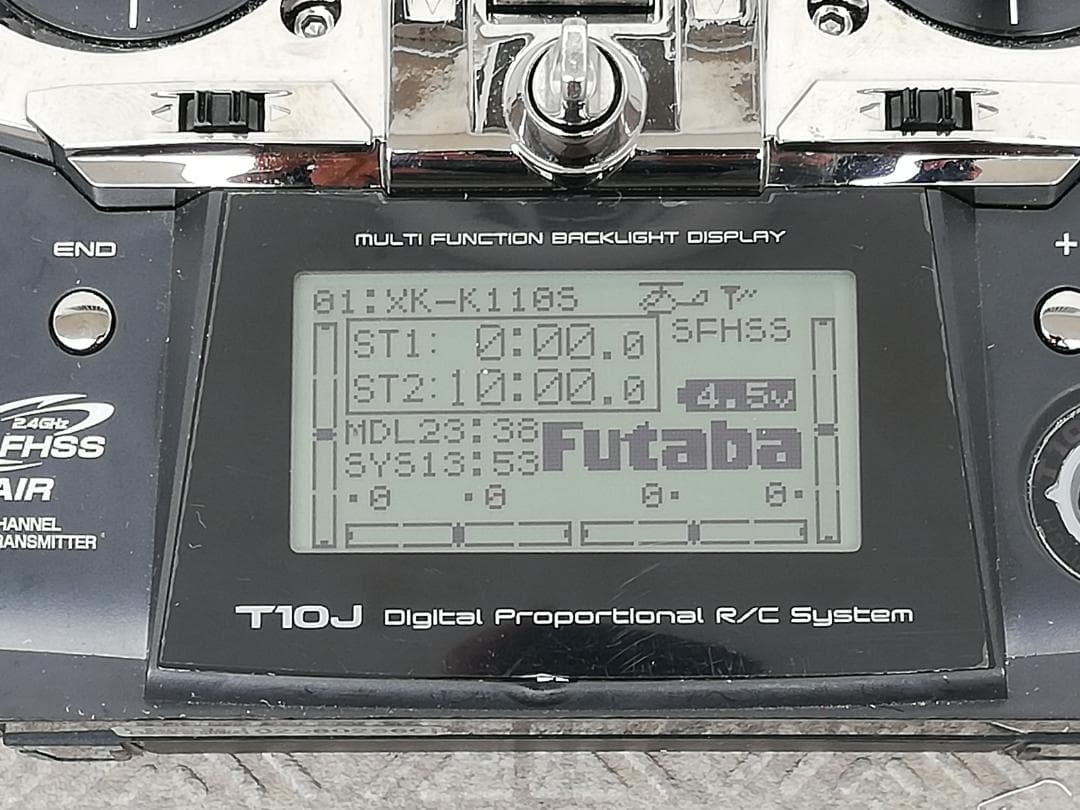 END
MULTI FUNCTION BACKLIGHT DISPLAY
+
01:XK-K110S
SFHSS
ST1: 0:00.0
ST2:10:00.0
4.5v
MDL23:38
SYS13:53
Futaba
0 0 0 0
2.4GHz
FHSS
AIR
HANNEL
RANSMITTER
T10J Digital Proportional R/C System